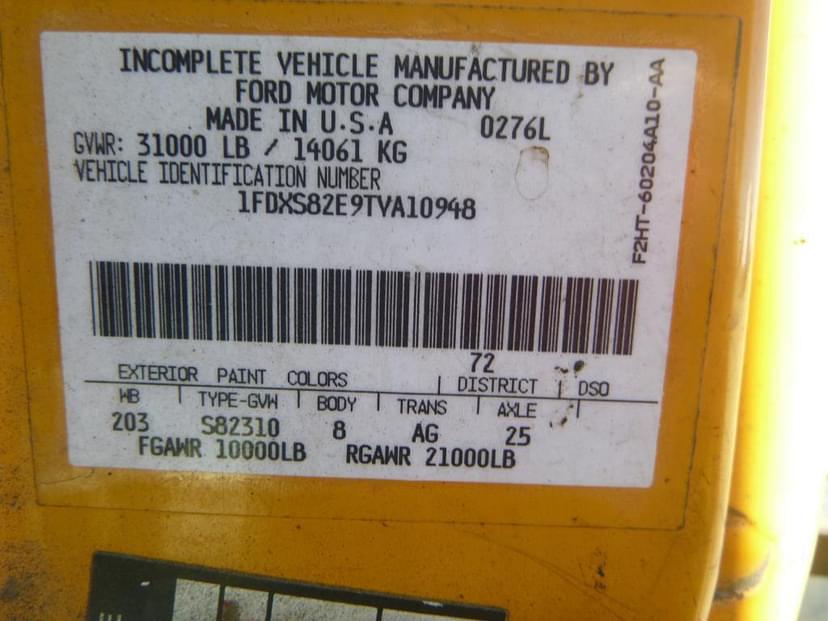 INCOMPLETE VEHICLE MANUFACTURED BY
FORD MOTOR COMPANY
MADE IN U.S.A 0276L
GVWR: 31000 LB / 14061 KG
VEHICLE IDENTIFICATION NUMBER
1FDXS82E9TVA10948
F2HT-60204A10-AA
72
EXTERIOR PAINT COLORS DISTRICT DSO
WB TYPE-GVW BODY TRANS AXLE
203 S82310 8 AG 25
FGAWR 10000LB RGAWR 21000LB